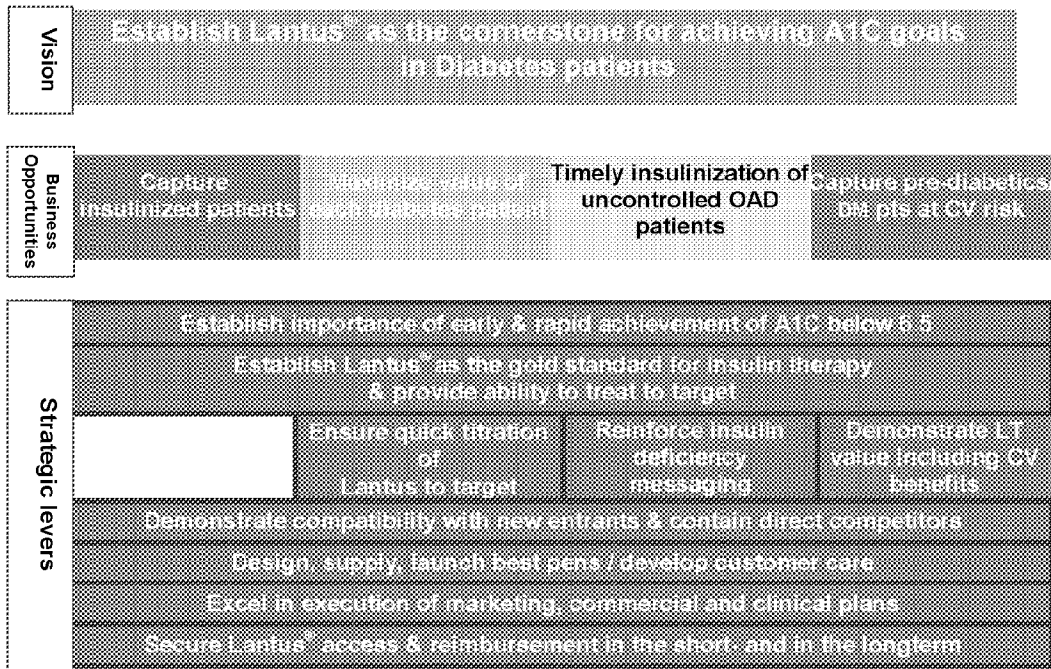 Vision
Establish Lantus® as the cornerstone for achieving A1C goals
in Diabetes patients
Business
Opportunities
Capture
insulinized patients
Timely insulinization of
uncontrolled OAD
patients
Capture pre-diabetics
DM pts at CV risk
Strategic levers
Establish importance of early & rapid achievement of A1C below 6.5
Establish Lantus® as the gold standard for insulin therapy
& provide ability to treat to target
Ensure quick titration
of
Lantus to target
Reinforce insulin
deficiency
messaging
Demonstrate LT
value including CV
benefits
Demonstrate compatibility with new entrants & contain direct competitors
Design, supply, launch best pens / develop customer care
Excel in execution of marketing, commercial and clinical plans
Secure Lantus® access & reimbursement in the short- and in the longterm